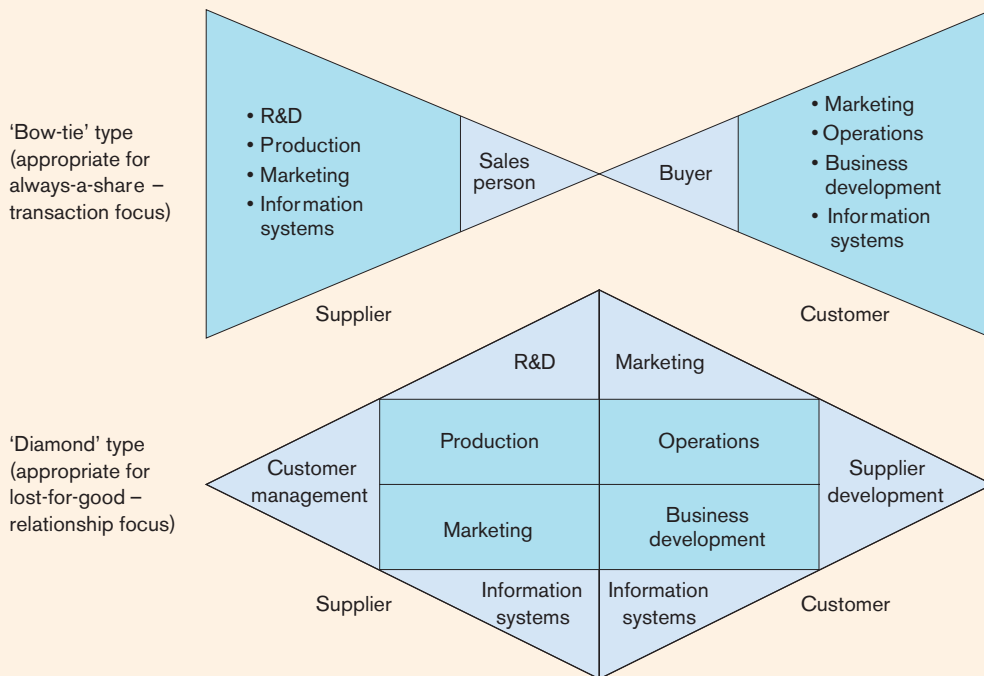 'Bow-tie' type
(appropriate for
always-a-share –
transaction focus)
• R&D
• Production
• Marketing
• Information
systems
Sales
person
Buyer
• Marketing
• Operations
• Business
development
• Information
systems
Supplier
Customer
'Diamond' type
(appropriate for
lost-for-good –
relationship focus)
R&D
Marketing
Production
Operations
Customer
management
Supplier
development
Marketing
Business
development
Information
systems
Information
systems
Supplier
Customer